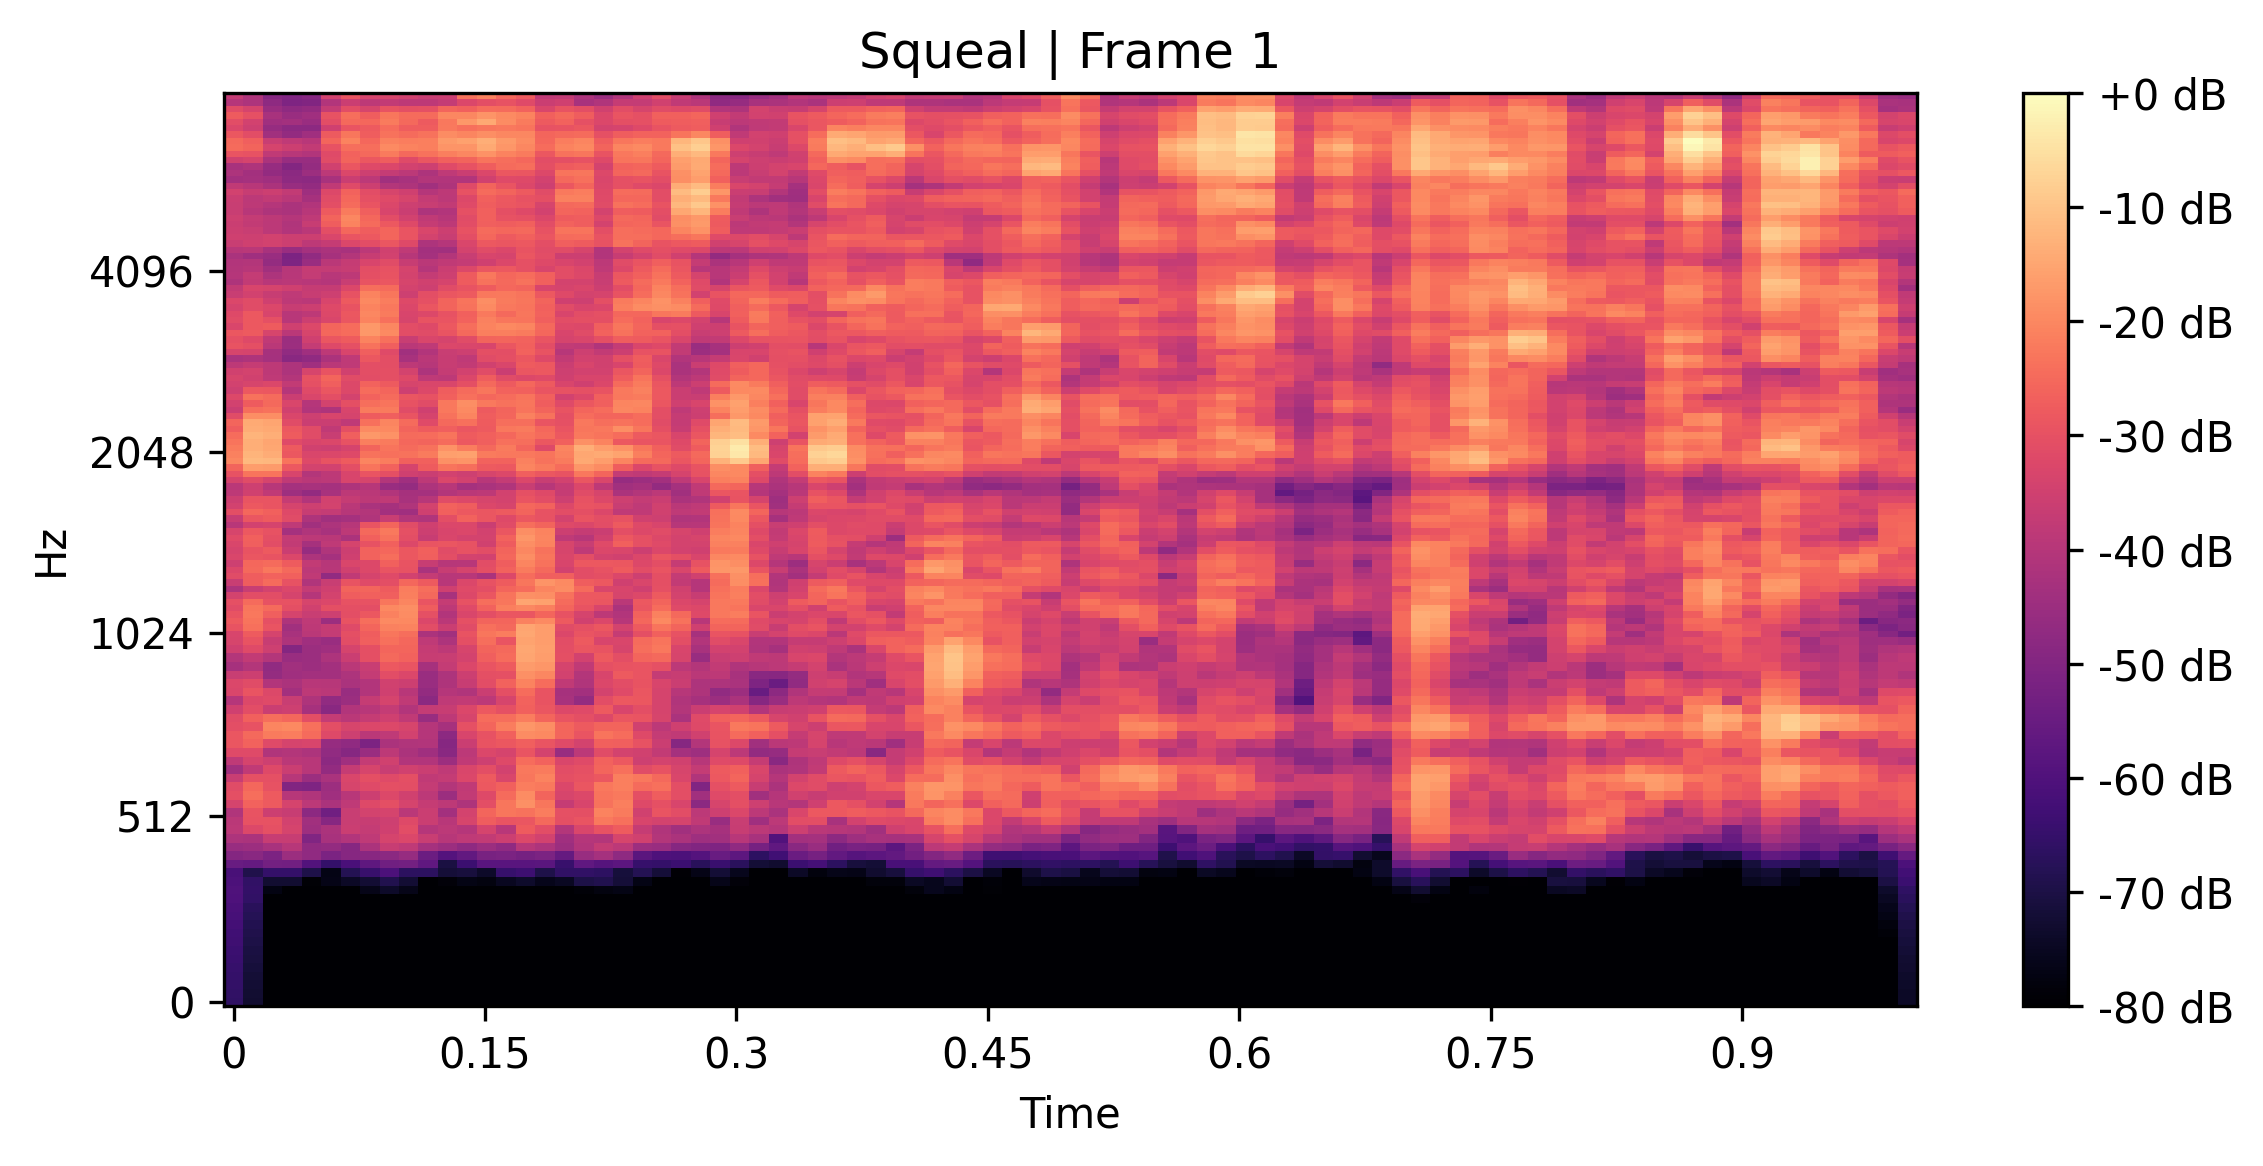 Squeal | Frame 1
+0 dB
-10 dB
-20 dB
-30 dB
-40 dB
-50 dB
-60 dB
-70 dB
-80 dB
Hz
4096
2048
1024
512
0
0 0.15 0.3 0.45 0.6 0.75 0.9
Time